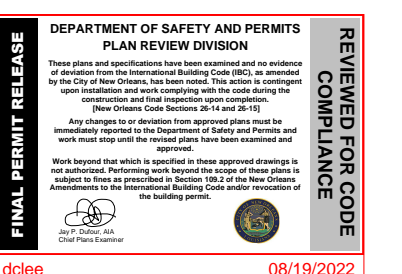 FINAL PERMIT RELEASE
DEPARTMENT OF SAFETY AND PERMITS
PLAN REVIEW DIVISION
These plans and specifications have been examined and no evidence
of deviation from the International Building Code (IBC), as amended
by the City of New Orleans, has been noted. This action is contingent
upon installation and work complying with the code during the
construction and final inspection upon completion.
[New Orleans Code Sections 26-14 and 26-15]
Any changes to or deviation from approved plans must be
immediately reported to the Department of Safety and Permits and
work must stop until the revised plans have been examined and
approved.
Work beyond that which is specified in these approved drawings is
not authorized. Performing work beyond the scope of these plans is
subject to fines as prescribed in Section 109.2 of the New Orleans
Amendments to the International Building Code and/or revocation of
the building permit.
Jay P. Dufour, AIA
Chief Plans Examiner
REVIEWED FOR CODE
COMPLIANCE
dclee
08/19/2022